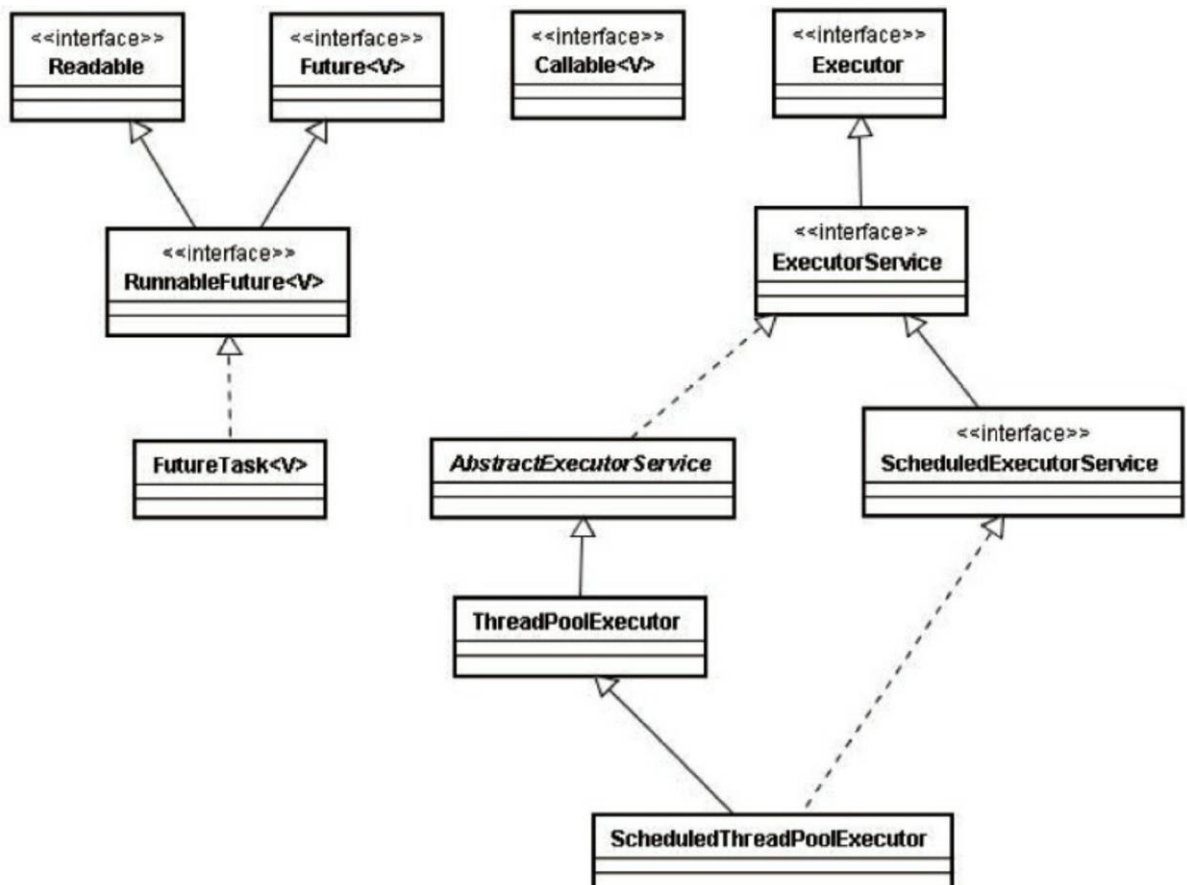 <<interface>>
Readable
<<interface>>
Future<V>
<<interface>>
Callable<V>
<<interface>>
Executor
<<interface>>
RunnableFuture<V>
<<interface>>
ExecutorService
FutureTask<V>
AbstractExecutorService
<<interface>>
ScheduledExecutorService
ThreadPoolExecutor
ScheduledThreadPoolExecutor